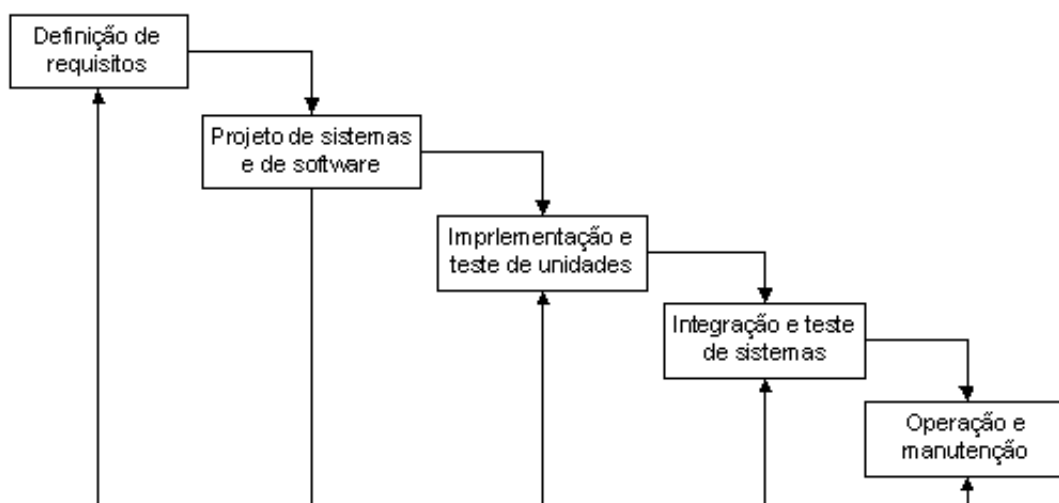 Definição de
requisitos
Projeto de sistemas
e de software
Imprlementação e
teste de unidades
Integração e teste
de sistemas
Operação e
manutenção